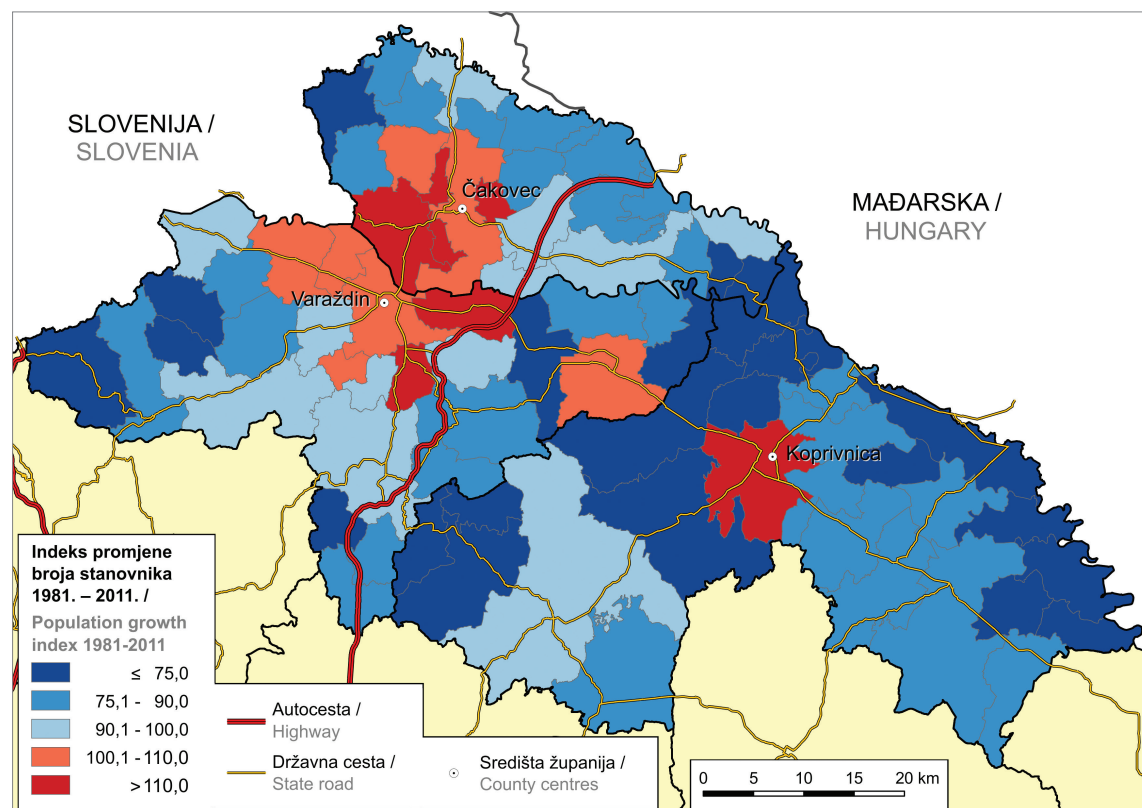 SLOVENIJA /
SLOVENIA
MAĐARSKA /
HUNGARY
Čakovec
Varaždin
Koprivnica
Indeks promjene
broja stanovnika
1981. – 2011. /
Population growth
index 1981-2011
≤ 75,0
75,1 - 90,0
90,1 - 100,0
100,1 - 110,0
>110,0
Autocesta /
Highway
Državna cesta /
State road
Središta županija /
County centres
0 5 10 15 20 km